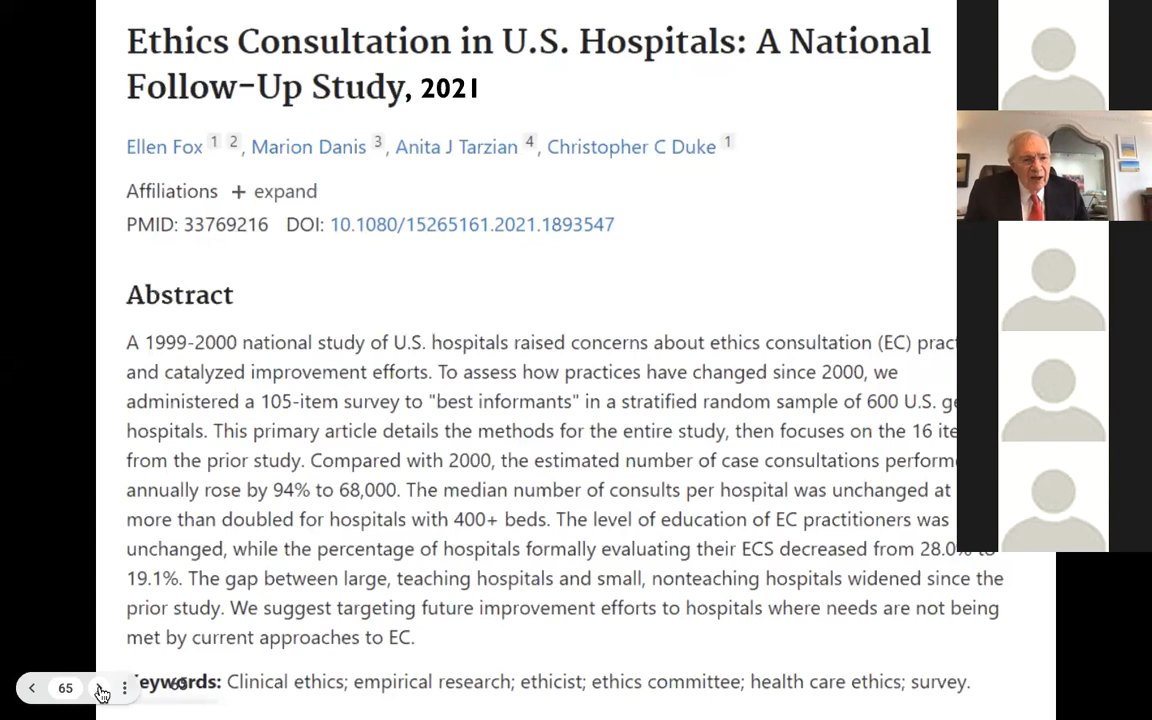 Ethics Consultation in U.S. Hospitals: A National
Follow-Up Study, 2021
Ellen Fox 1 2, Marion Danis 3, Anita J Tarzian 4, Christopher C Duke 1
Affiliations + expand
PMID: 33769216 DOI: 10.1080/15265161.2021.1893547
Abstract
A 1999-2000 national study of U.S. hospitals raised concerns about ethics consultation (EC)
and catalyzed improvement efforts. To assess how practices have changed since 2000, we
administered a 105-item survey to "best informants" in a stratified random sample of 600 U.S.
hospitals. This primary article details the methods for the entire study, then focuses on the 16
from the prior study. Compared with 2000, the estimated number of case consultations
annually rose by 94% to 68,000. The median number of consults per hospital was unchanged at
more than doubled for hospitals with 400+ beds. The level of education of EC practitioners was
unchanged, while the percentage of hospitals formally evaluating their ECS decreased from 28.0% to
19.1%. The gap between large, teaching hospitals and small, nonteaching hospitals widened since the
prior study. We suggest targeting future improvement efforts to hospitals where needs are not being
met by current approaches to EC.
65
Keywords: Clinical ethics; empirical research; ethicist; ethics committee; health care ethics; survey.